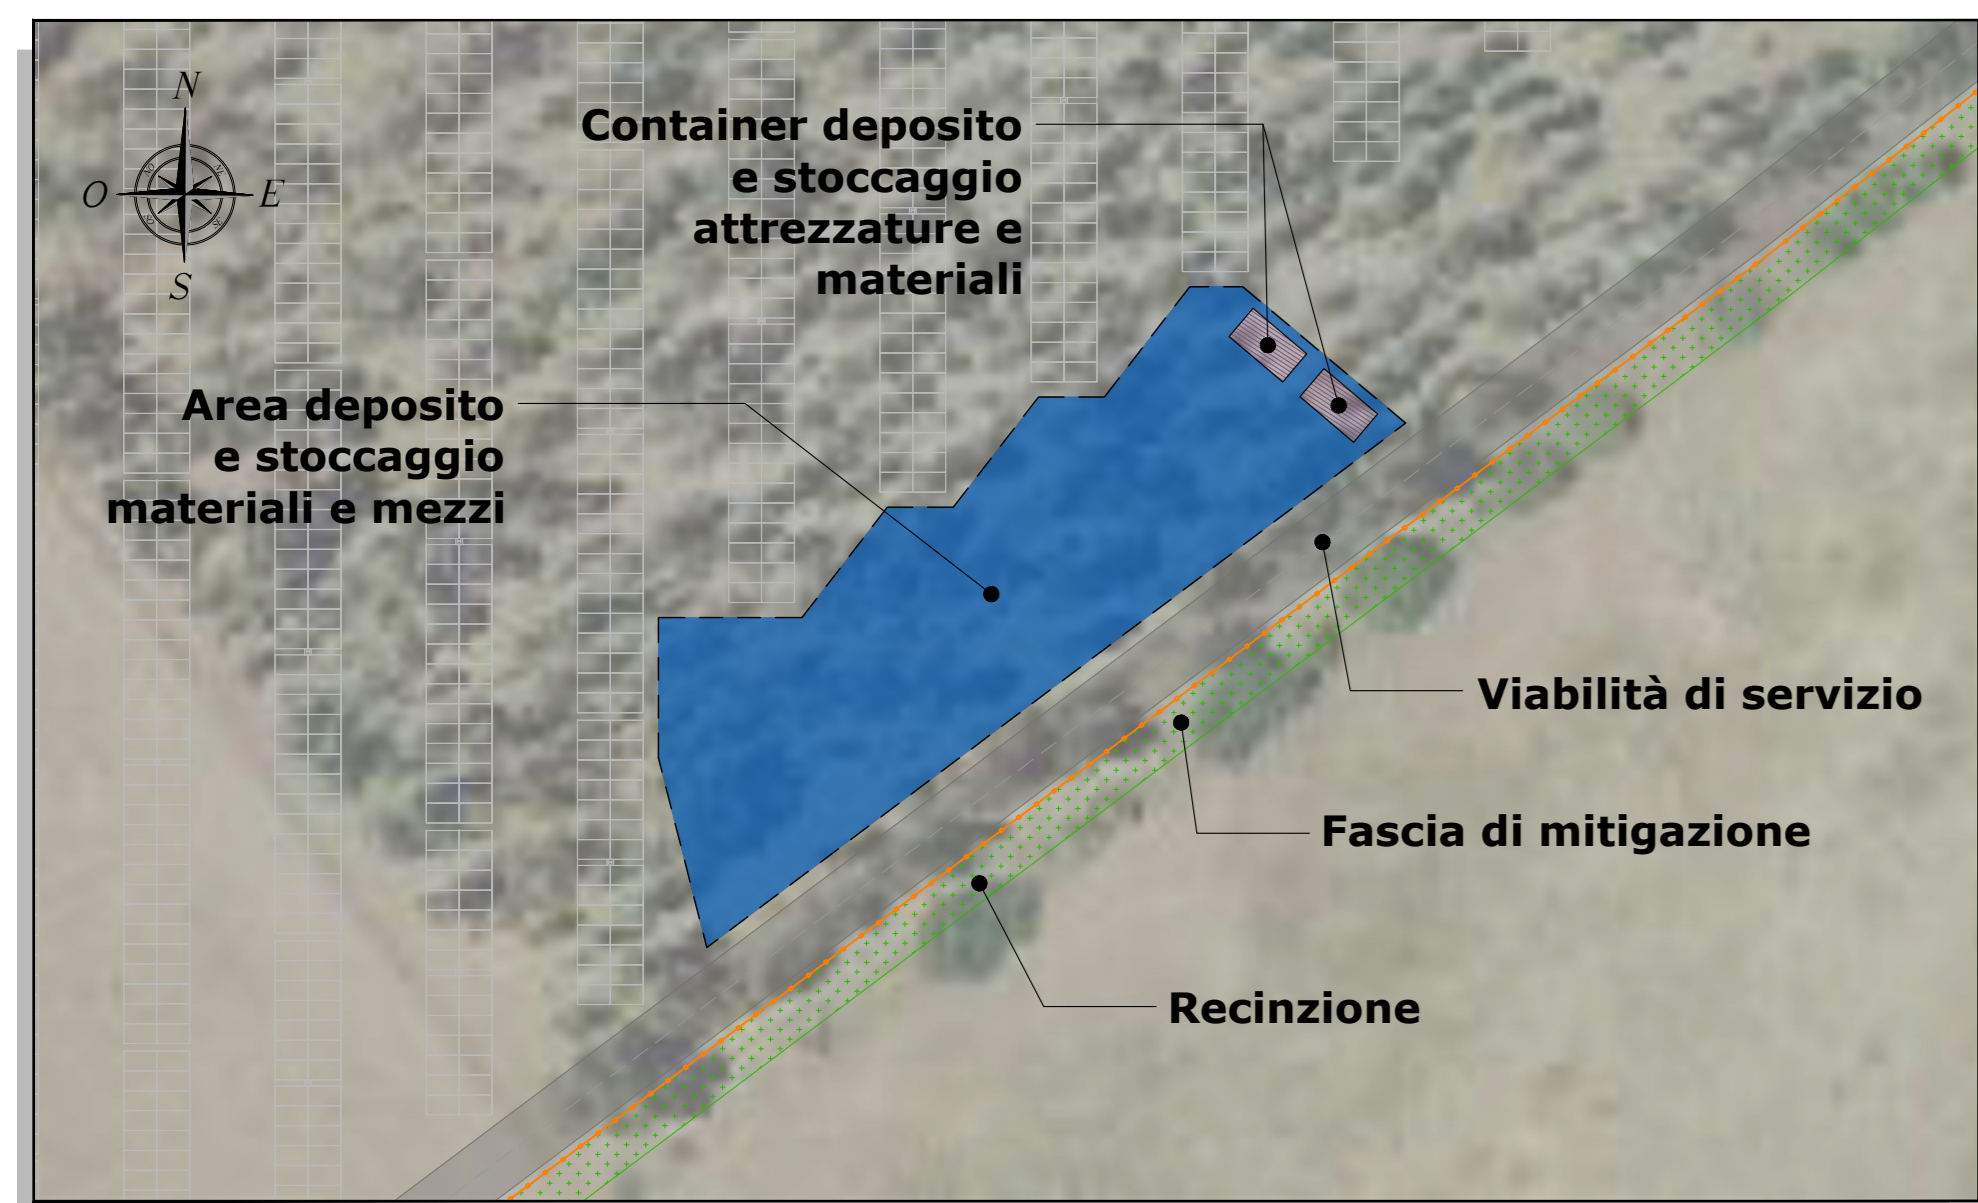 N
O
E
S
Container deposito
e stoccaggio
attrezzature e
materiali
Area deposito
e stoccaggio
materiali e mezzi
Viabilità di servizio
Fascia di mitigazione
Recinzione